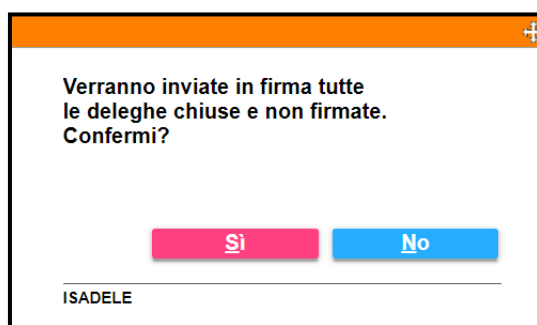 Verranno inviate in firma tutte
le deleghe chiuse e non firmate.
Confermi?
Sì
No
ISADELE